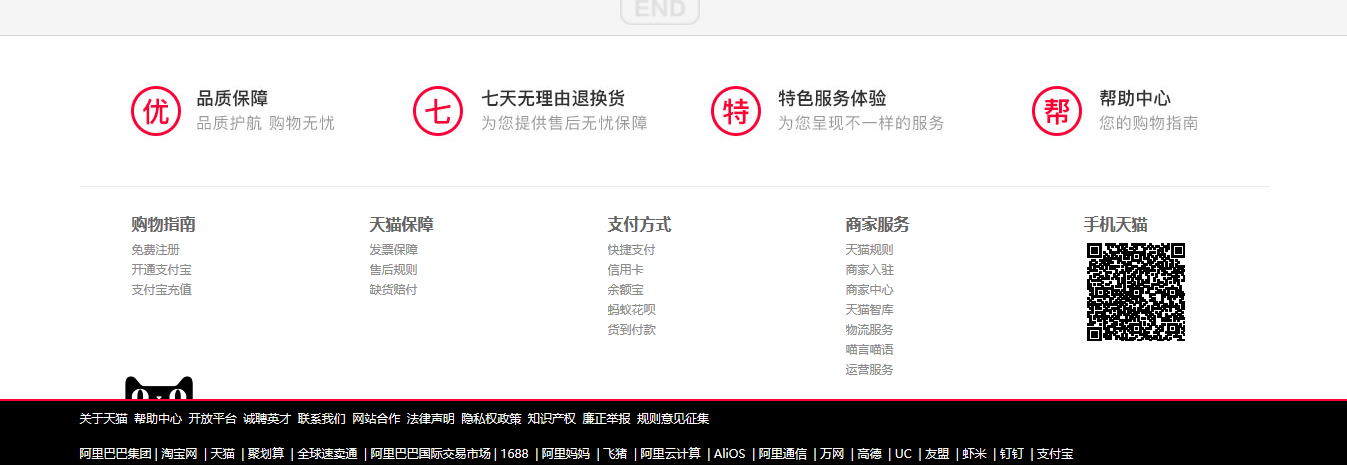 END
优 品质保障
品质护航 购物无忧
七 七天无理由退换货
为您提供售后无忧保障
特 特色服务体验
为您呈现不一样的服务
帮 帮助中心
您的购物指南
购物指南
免费注册
开通支付宝
支付宝充值
天猫保障
发票保障
售后规则
缺货赔付
支付方式
快捷支付
信用卡
余额宝
蚂蚁花呗
货到付款
商家服务
天猫规则
商家入驻
商家中心
天猫智库
物流服务
喵言喵语
运营服务
手机天猫
关于天猫 帮助中心 开放平台 诚聘英才 联系我们 网站合作 法律声明 隐私权政策 知识产权 廉正举报 规则意见征集
阿里巴巴集团 | 淘宝网 | 天猫 | 聚划算 | 全球速卖通 | 阿里巴巴国际交易市场 | 1688 | 阿里妈妈 | 飞猪 | 阿里云计算 | AliOS | 阿里通信 | 万网 | 高德 | UC | 友盟 | 虾米 | 钉钉 | 支付宝